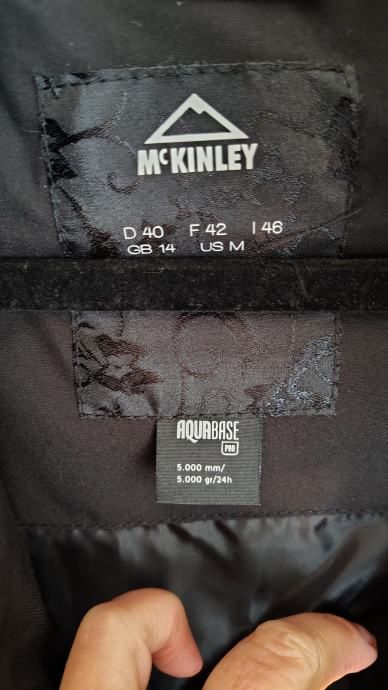 McKINLEY
D 40 F 42 I 46
GB 14 US M
AQUABASE
PRO
5.000 mm/
5.000 gr/24h